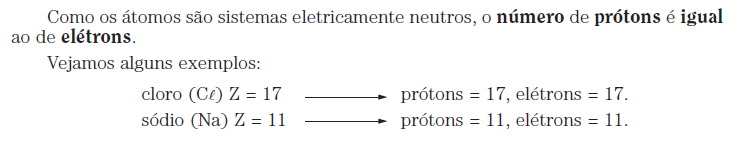 Como os átomos são sistemas eletricamente neutros, o número de prótons é igual
ao de elétrons.
Vejamos alguns exemplos:
cloro (Cℓ) Z = 17 ⟶ prótons = 17, elétrons = 17.
sódio (Na) Z = 11 ⟶ prótons = 11, elétrons = 11.